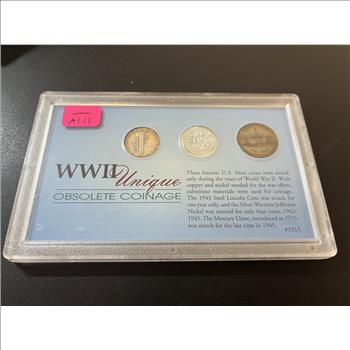 A111
WWII Unique
OBSOLETE COINAGE
These historic U.S. Mint coins were struck
only during the years of World War II. With
copper and nickel needed for the war effort,
substitute materials were used for coinage.
The 1943 Steel Lincoln Cent was struck for
one year only, and the Silver Wartime Jefferson
Nickel was minted for only four years, 1942-
1945. The Mercury Dime, introduced in 1916,
was struck for the last time in 1945.
#3515